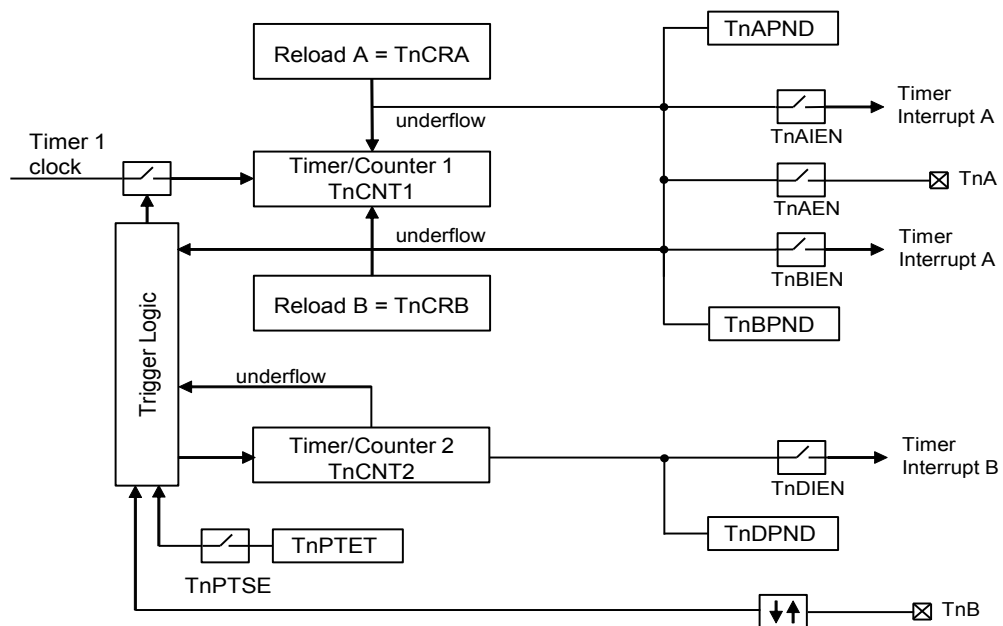 TnAPND
Reload A = TnCRA
underflow
Timer
Interrupt A
TnAIEN
Timer 1
clock
Timer/Counter 1
TnCNT1
TnA
TnAEN
underflow
Timer
Interrupt A
TnBIEN
Reload B = TnCRB
TnBPND
Trigger Logic
underflow
Timer/Counter 2
TnCNT2
Timer
Interrupt B
TnDIEN
TnPTET
TnDPND
TnPTSE
TnB